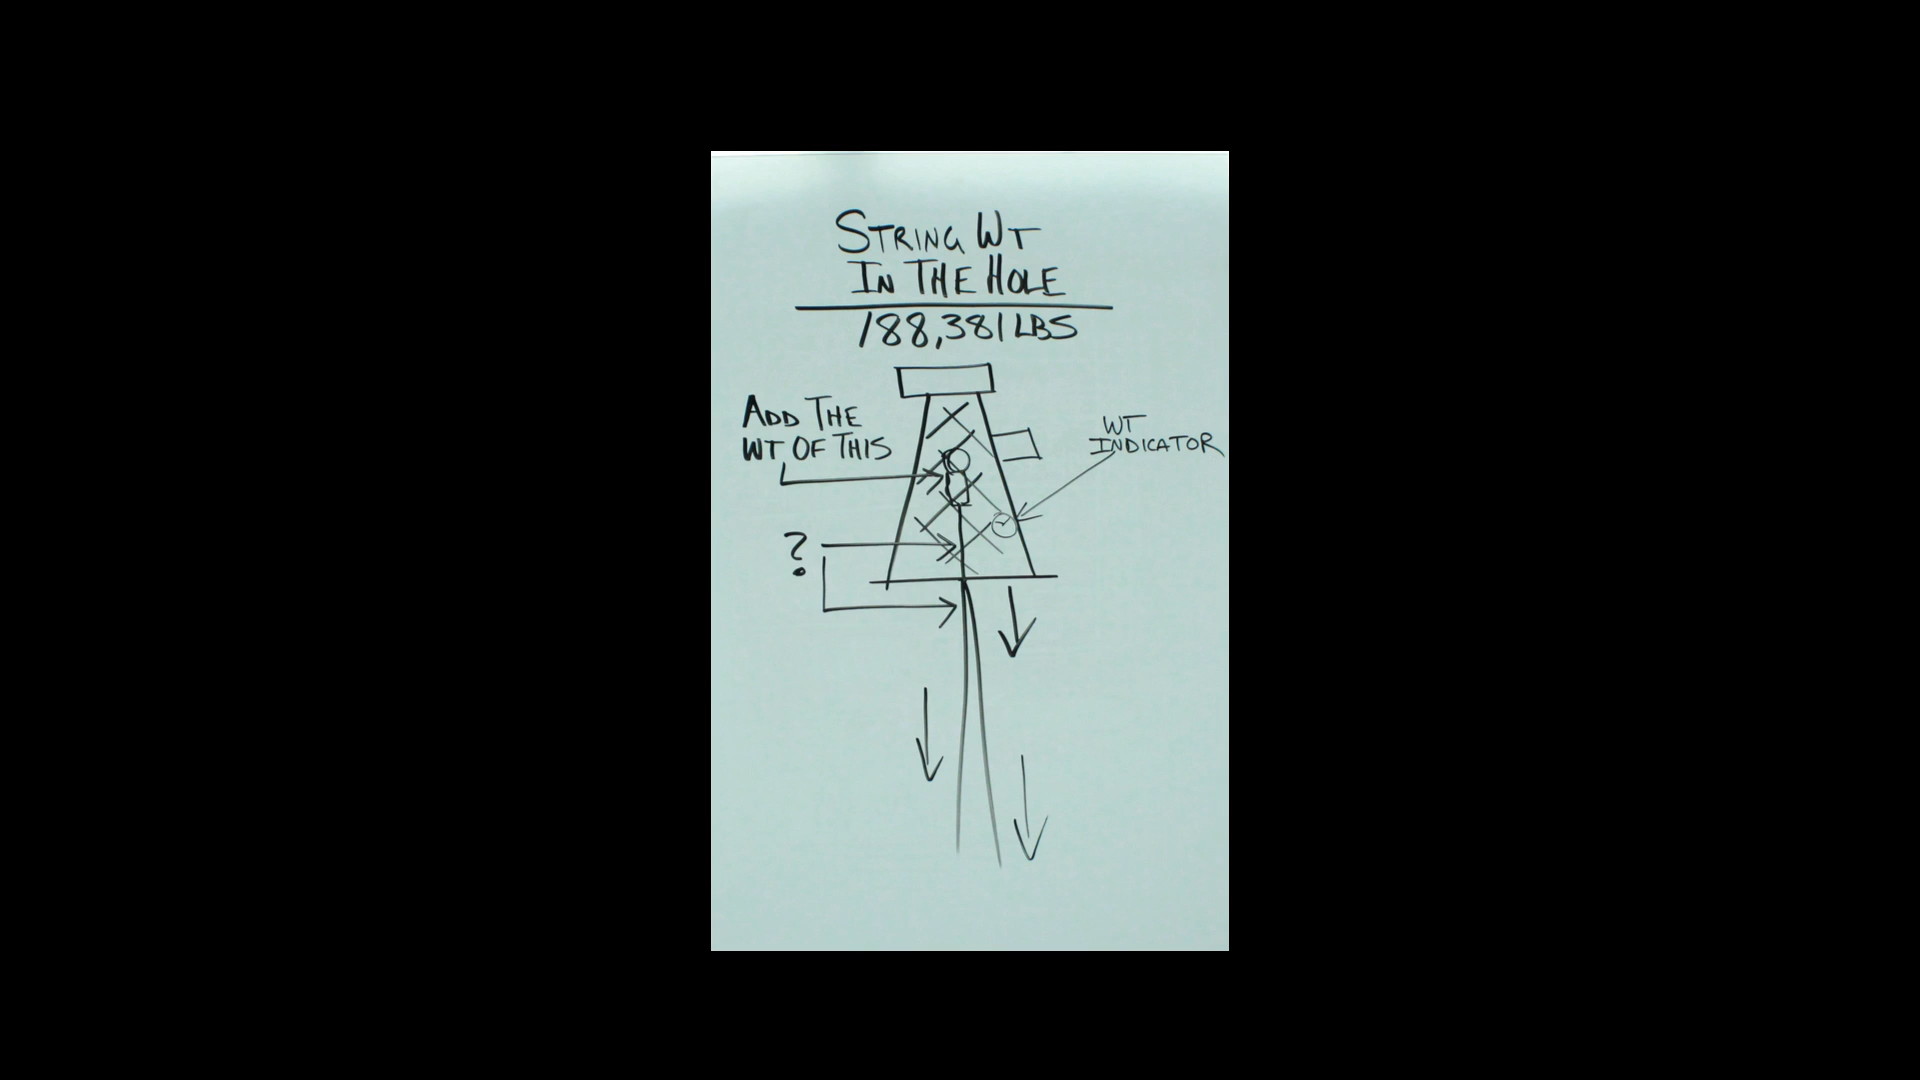 STRING WT
IN THE HOLE
188,381 LBS
ADD THE
WT OF THIS
WT
INDICATOR
?